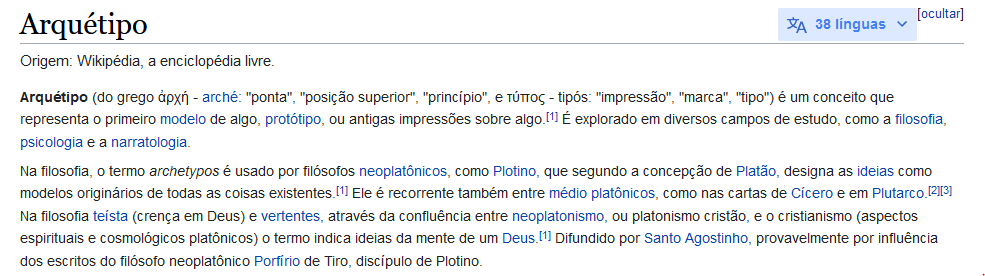 Arquétipo
38 línguas
[ocultar]
Origem: Wikipédia, a enciclopédia livre.
Arquétipo (do grego ἀρχή - arché: "ponta", "posição superior", "princípio", e τύπος - tipós: "impressão", "marca", "tipo") é um conceito que
representa o primeiro modelo de algo, protótipo, ou antigas impressões sobre algo.[1] É explorado em diversos campos de estudo, como a filosofia,
psicologia e a narratologia.
Na filosofia, o termo archetypos é usado por filósofos neoplatônicos, como Plotino, que segundo a concepção de Platão, designa as ideias como
modelos originários de todas as coisas existentes.[1] Ele é recorrente também entre médio platônicos, como nas cartas de Cícero e em Plutarco.[2][3]
Na filosofia teísta (crença em Deus) e vertentes, através da confluência entre neoplatonismo, ou platonismo cristão, e o cristianismo (aspectos
espirituais e cosmológicos platônicos) o termo indica ideias da mente de um Deus.[1] Difundido por Santo Agostinho, provavelmente por influência
dos escritos do filósofo neoplatônico Porfírio de Tiro, discípulo de Plotino.